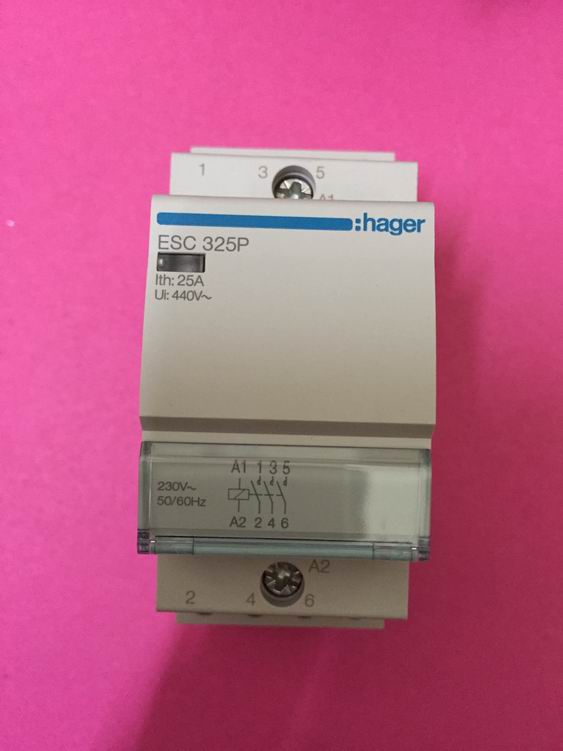 1 3 5
A1
:hager
ESC 325P
Ith: 25A
Ui: 440V~
A1 1 3 5
230V~
50/60Hz
A2 2 4 6
A2
2 4 6